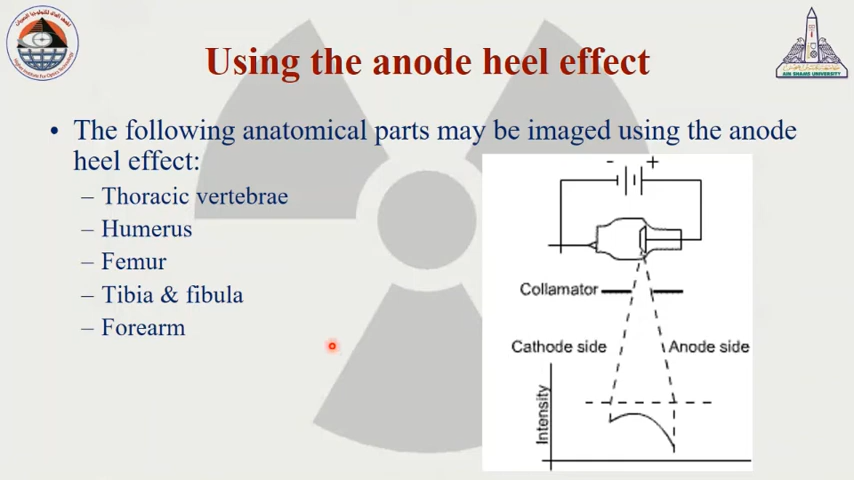 Using the anode heel effect
• The following anatomical parts may be imaged using the anode
heel effect:
– Thoracic vertebrae
– Humerus
– Femur
– Tibia & fibula
– Forearm
- +
Collamator
Cathode side
Anode side
Intensity
AIN SHAMS UNIVERSITY